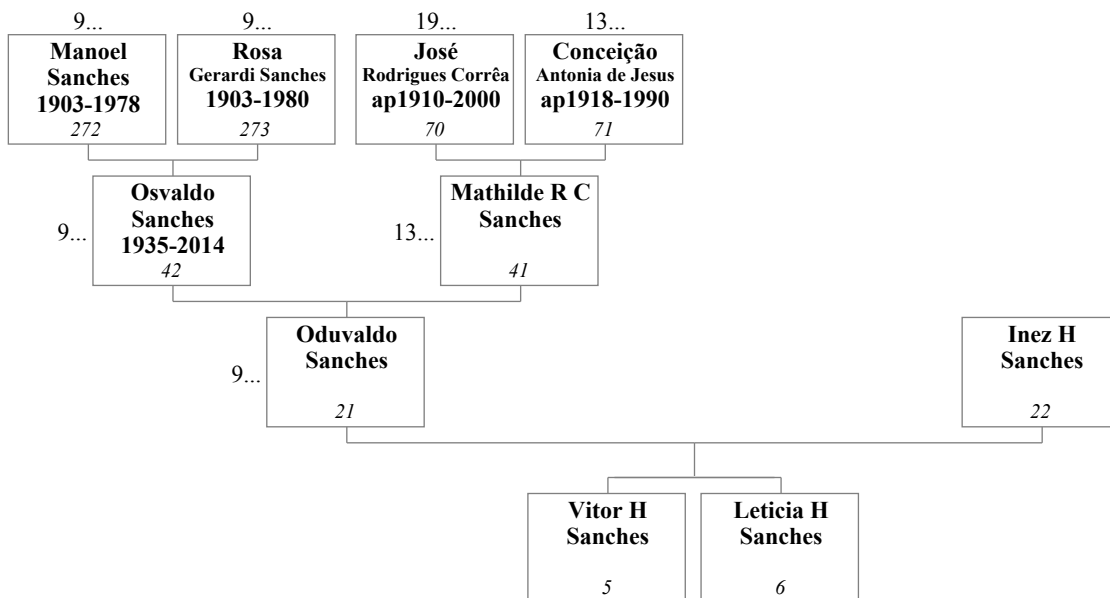 9...
9...
19...
13...
Manoel
Sanches
1903-1978
272
Rosa
Gerardi Sanches
1903-1980
273
José
Rodrigues Corrêa
ap1910-2000
70
Conceição
Antonia de Jesus
ap1918-1990
71
9...
Osvaldo
Sanches
1935-2014
42
13...
Mathilde R C
Sanches
41
9...
Oduvaldo
Sanches
21
Inez H
Sanches
22
Vitor H
Sanches
5
Leticia H
Sanches
6